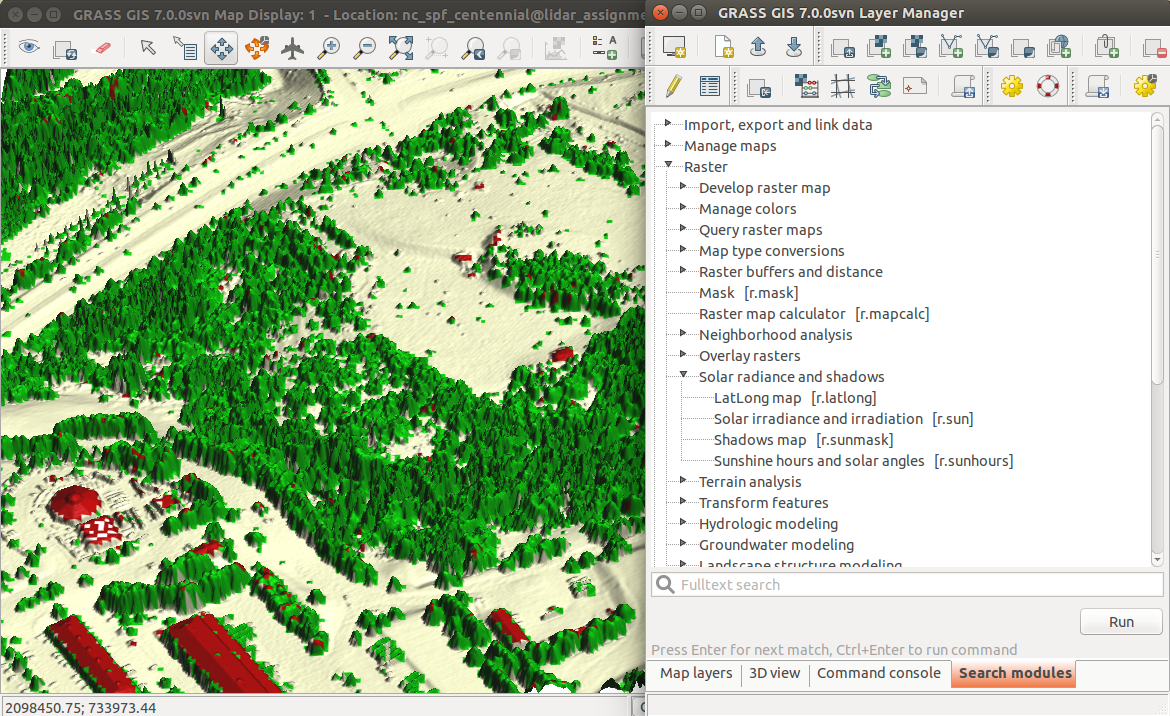 GRASS GIS 7.0.0svn Map Display: 1 - Location: nc_spf_centennial@lidar_assignme
GRASS GIS 7.0.0svn Layer Manager
Import, export and link data
Manage maps
Raster
Develop raster map
Manage colors
Query raster maps
Map type conversions
Raster buffers and distance
Mask [r.mask]
Raster map calculator [r.mapcalc]
Neighborhood analysis
Overlay rasters
Solar radiance and shadows
LatLong map [r.latlong]
Solar irradiance and irradiation [r.sun]
Shadows map [r.sunmask]
Sunshine hours and solar angles [r.sunhours]
Terrain analysis
Transform features
Hydrologic modeling
Groundwater modeling
Landscape structure modeling
Fulltext search
Run
Press Enter for next match, Ctrl+Enter to run command
Map layers 3D view Command console Search modules
2098450.75; 733973.44